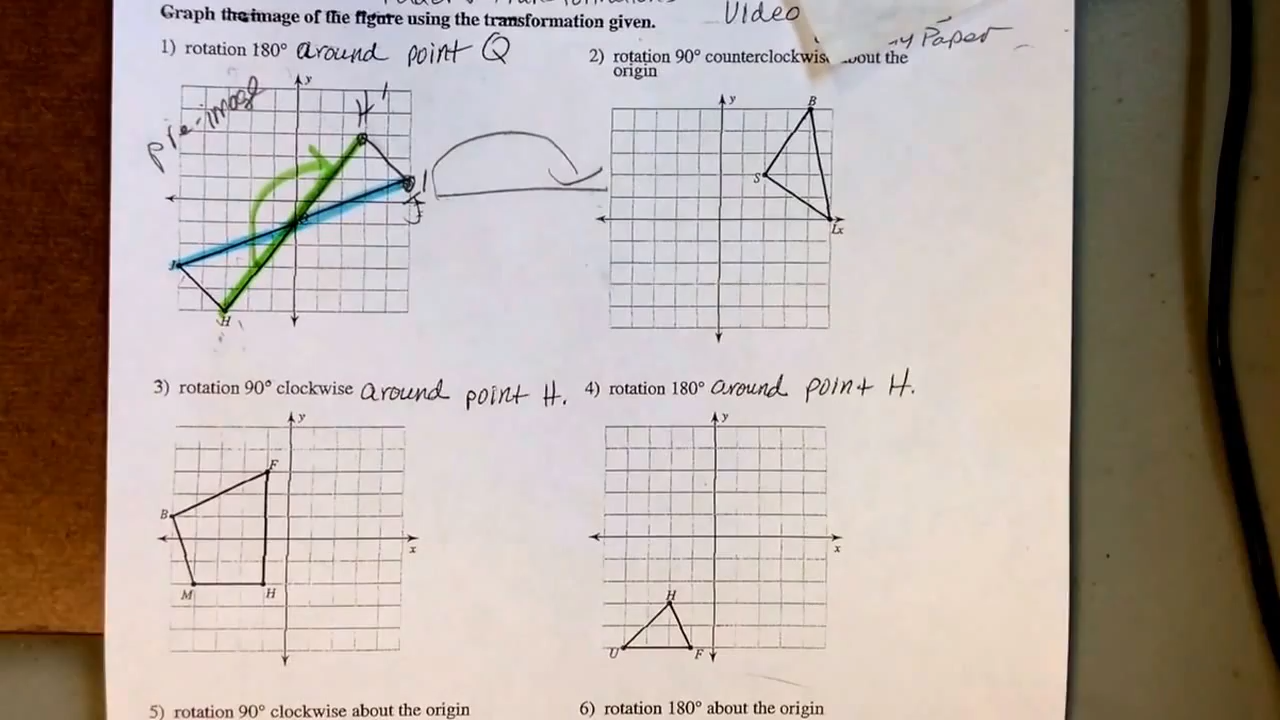 Graph the image of the figure using the transformation given.
Video
y Paper
1) rotation 180° around point Q
2) rotation 90° counterclockwise about the
origin
pre-image
y
H'
J'
J
H
y
B
S
L x
3) rotation 90° clockwise around point H.
4) rotation 180° around point H.
y
F
B
x
M
H
y
x
H
U
F
5) rotation 90° clockwise about the origin
6) rotation 180° about the origin